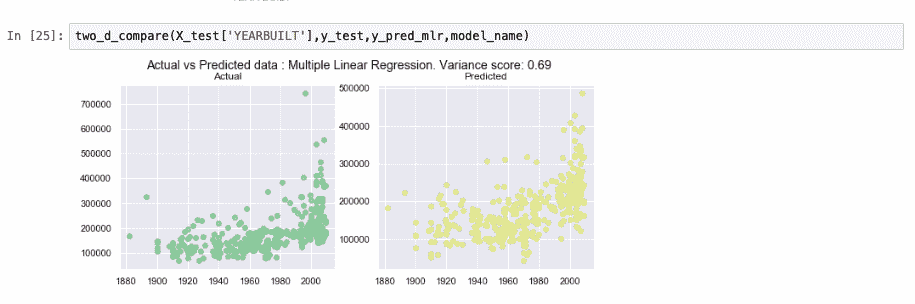 In [25]: two_d_compare(X_test['YEARBUILT'],y_test,y_pred_mlr,model_name)
Actual vs Predicted data : Multiple Linear Regression. Variance score: 0.69
Actual Predicted
700000
600000
500000
400000
300000
200000
100000
1880 1900 1920 1940 1960 1980 2000
500000
400000
300000
200000
100000
1880 1900 1920 1940 1960 1980 2000